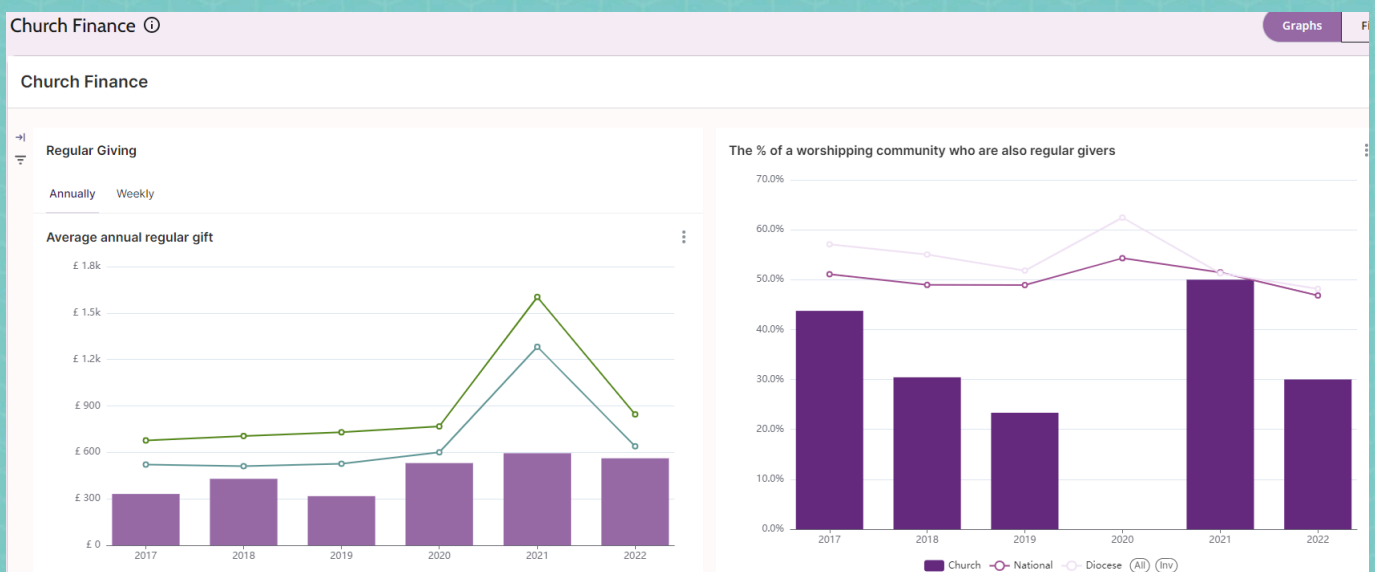 Church Finance
Graphs
Church Finance
Regular Giving
Annually Weekly
Average annual regular gift
£ 1.8k
£ 1.5k
£ 1.2k
£ 900
£ 600
£ 300
£ 0
2017 2018 2019 2020 2021 2022
The % of a worshipping community who are also regular givers
70.0%
60.0%
50.0%
40.0%
30.0%
20.0%
10.0%
0.0%
2017 2018 2019 2020 2021 2022
Church National Diocese All Inv